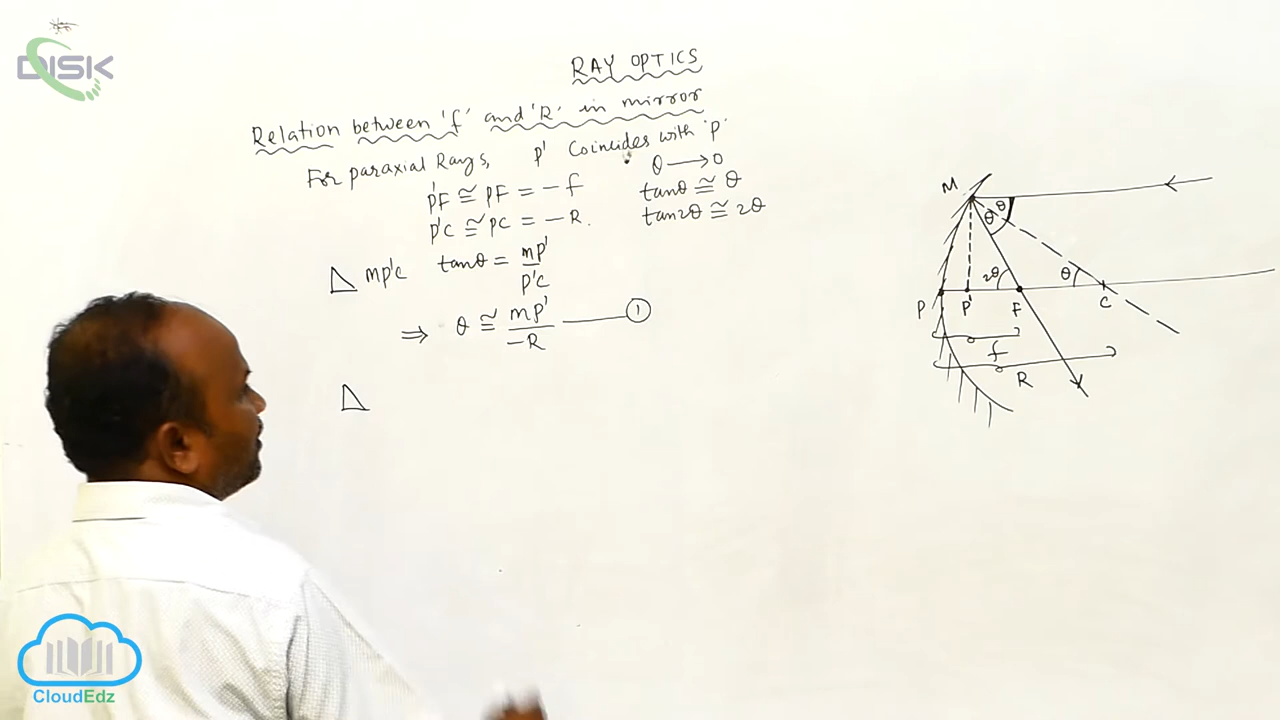 DISK
RAY OPTICS
Relation between 'f' and 'R' in mirror
For paraxial Rays, P' Coincides with 'P'
θ ⟶ 0
P'F ≅ PF = -f
tanθ ≅ θ
P'C ≅ PC = -R.
tan2θ ≅ 2θ
△ MP'C tanθ = MP'/P'C
⇒ θ ≅ MP'/-R —— ①
△
M
θ
θ
2θ
θ
P P' F C
f
R
CloudEdz